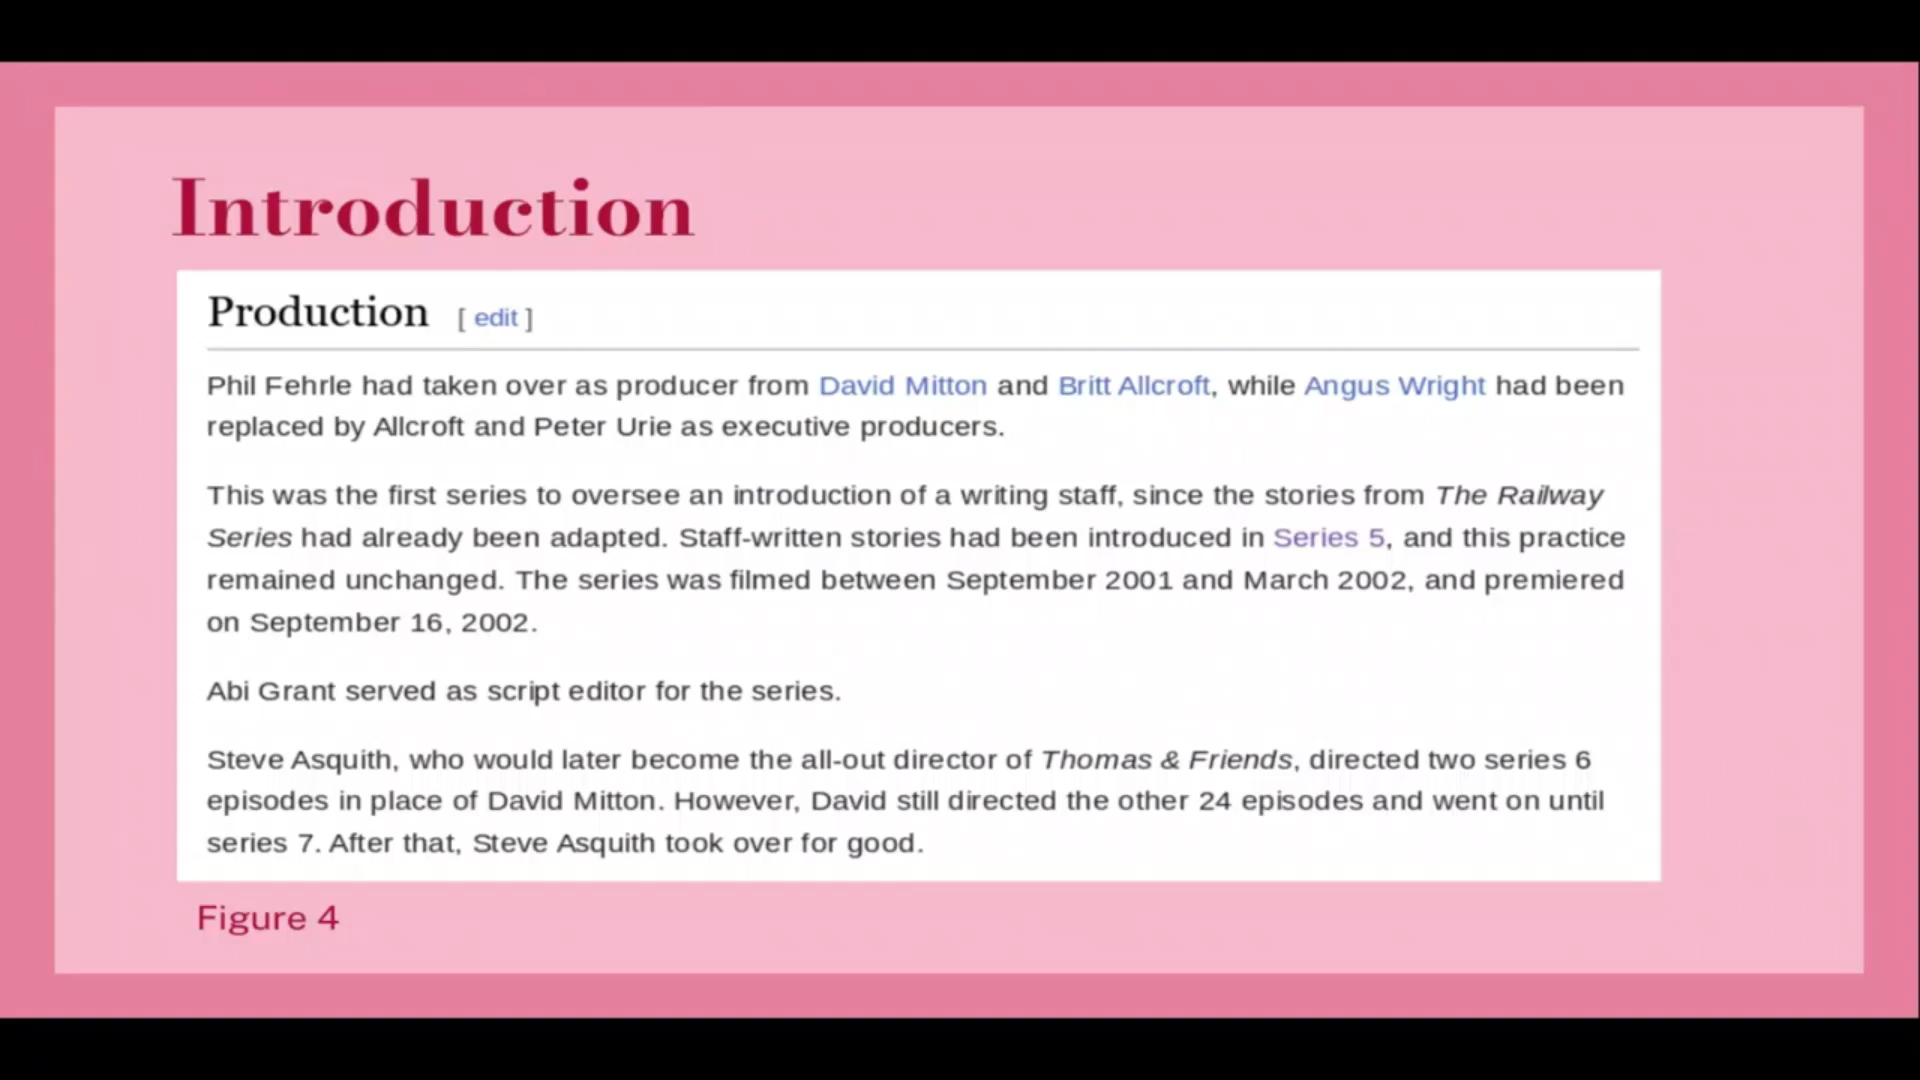 Introduction
Production [ edit ]
Phil Fehrle had taken over as producer from David Mitton and Britt Allcroft, while Angus Wright had been
replaced by Allcroft and Peter Urie as executive producers.
This was the first series to oversee an introduction of a writing staff, since the stories from The Railway
Series had already been adapted. Staff-written stories had been introduced in Series 5, and this practice
remained unchanged. The series was filmed between September 2001 and March 2002, and premiered
on September 16, 2002.
Abi Grant served as script editor for the series.
Steve Asquith, who would later become the all-out director of Thomas & Friends, directed two series 6
episodes in place of David Mitton. However, David still directed the other 24 episodes and went on until
series 7. After that, Steve Asquith took over for good.
Figure 4